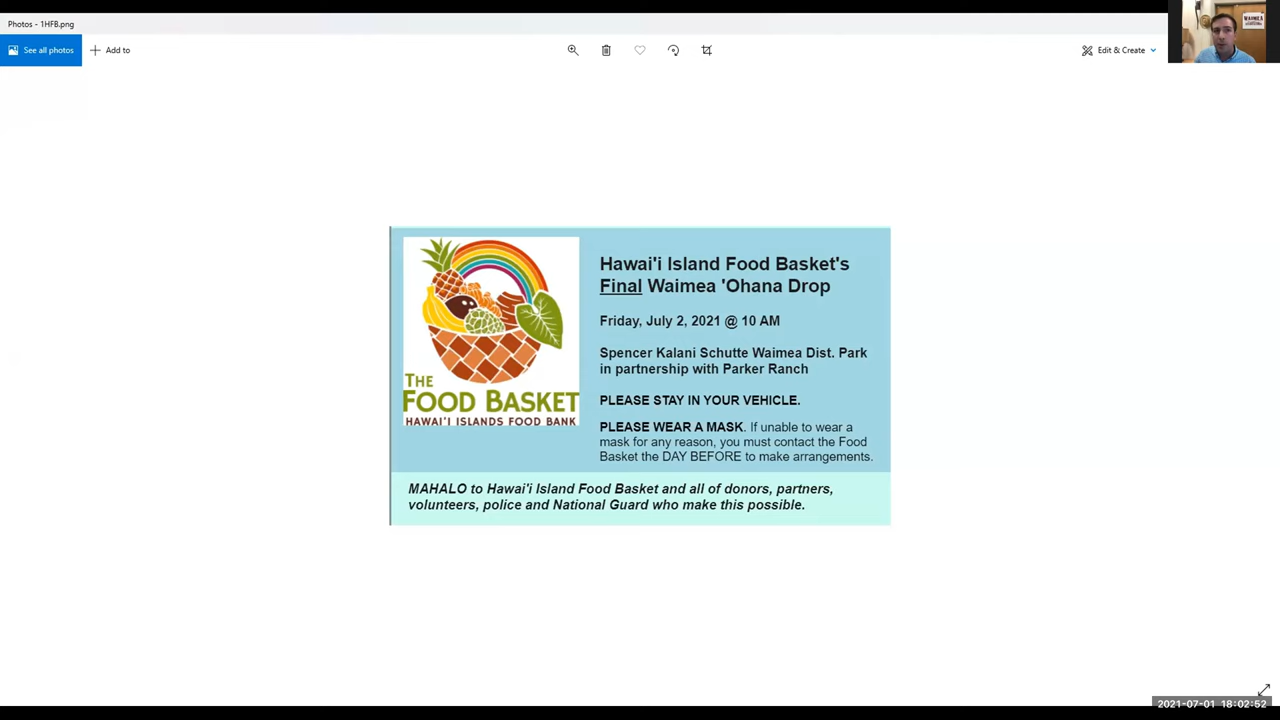 Photos - 1HFB.png
See all photos
Add to
Edit & Create
WAIMEA
Hawai'i Island Food Basket's
Final Waimea 'Ohana Drop
Friday, July 2, 2021 @ 10 AM
Spencer Kalani Schutte Waimea Dist. Park
in partnership with Parker Ranch
PLEASE STAY IN YOUR VEHICLE.
PLEASE WEAR A MASK. If unable to wear a
mask for any reason, you must contact the Food
Basket the DAY BEFORE to make arrangements.
THE
FOOD BASKET
HAWAI'I ISLANDS FOOD BANK
MAHALO to Hawai'i Island Food Basket and all of donors, partners,
volunteers, police and National Guard who make this possible.
2021-07-01 18:02:52